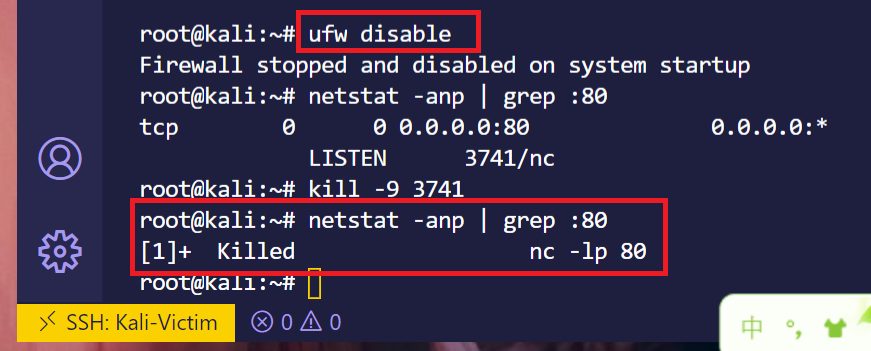 root@kali:~# ufw disable
Firewall stopped and disabled on system startup
root@kali:~# netstat -anp | grep :80
tcp        0      0 0.0.0.0:80              0.0.0.0:*
            LISTEN      3741/nc
root@kali:~# kill -9 3741
root@kali:~# netstat -anp | grep :80
[1]+  Killed                  nc -lp 80
root@kali:~#
SSH: Kali-Victim 0 0
中 °,